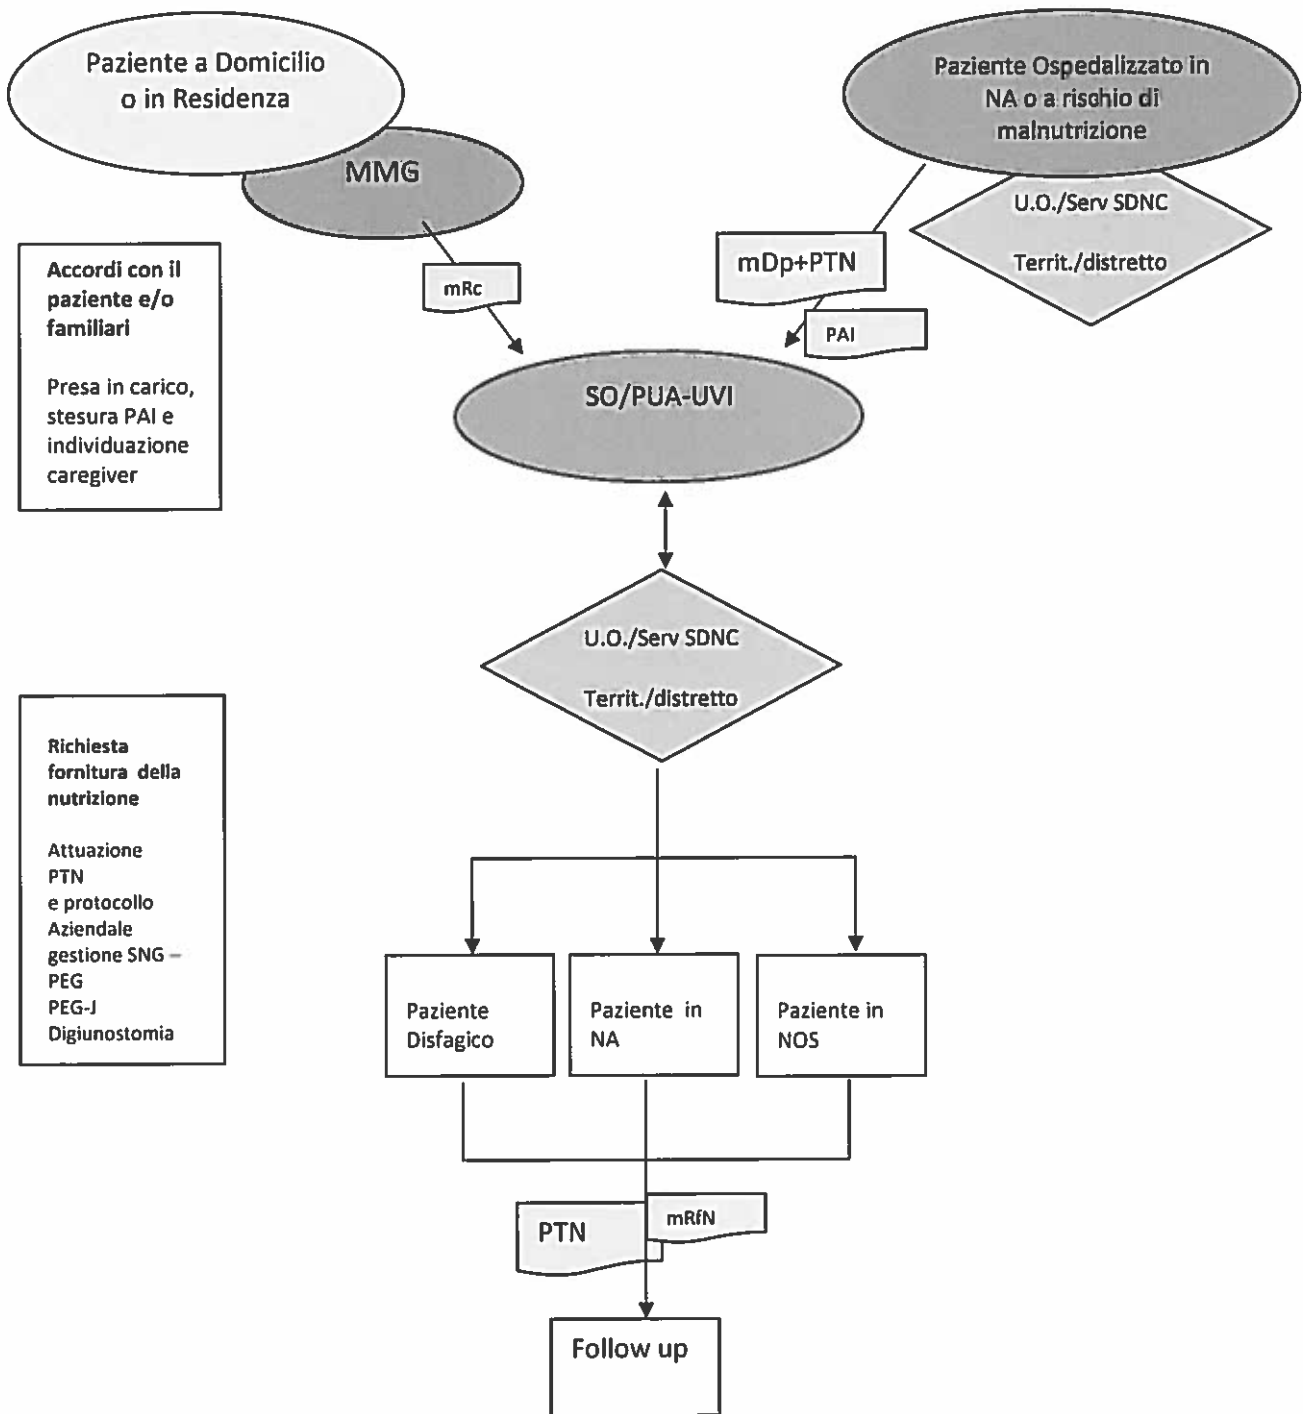 Paziente a Domicilio
o in Residenza
MMG
Paziente Ospedalizzato in
NA o a rischio di
malnutrizione
U.O./Serv SDNC
Territ./distretto
mRc
mDp+PTN
PAI
Accordi con il
paziente e/o
familiari
Presa in carico,
stesura PAI e
individuazione
caregiver
SO/PUA-UVI
U.O./Serv SDNC
Territ./distretto
Richiesta
fornitura della
nutrizione
Attuazione
PTN
e protocollo
Aziendale
gestione SNG –
PEG
PEG-J
Digiunostomia
Paziente
Disfagico
Paziente in
NA
Paziente in
NOS
PTN
mRfN
Follow up